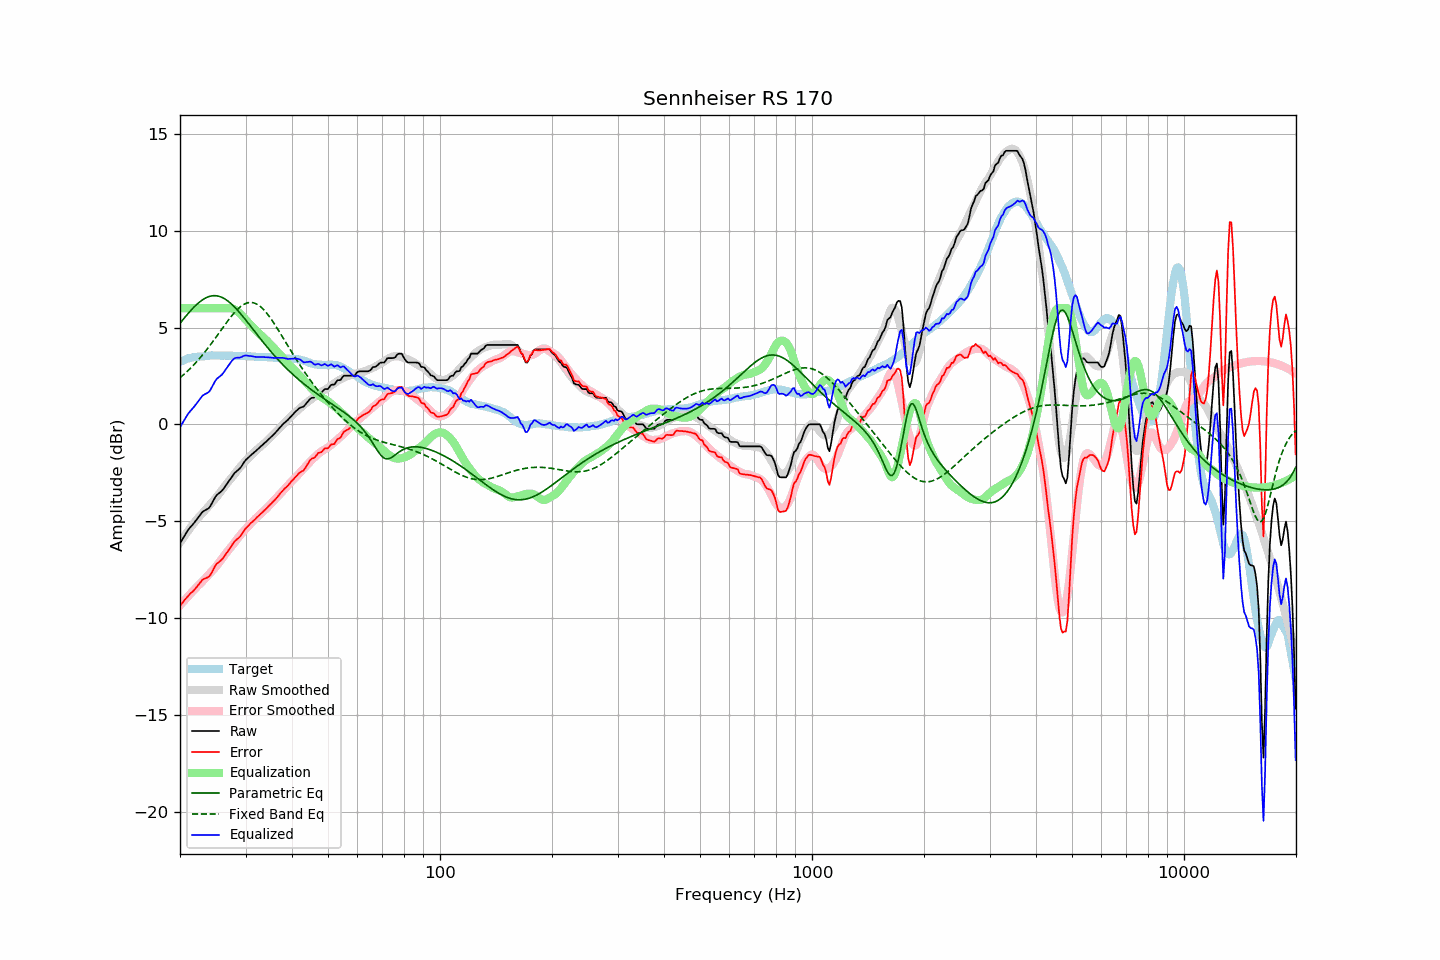 Sennheiser RS 170
15
10
5
0
−5
−10
−15
−20
Amplitude (dBr)
Target
Raw Smoothed
Error Smoothed
Raw
Error
Equalization
Parametric Eq
Fixed Band Eq
Equalized
100
1000
10000
Frequency (Hz)